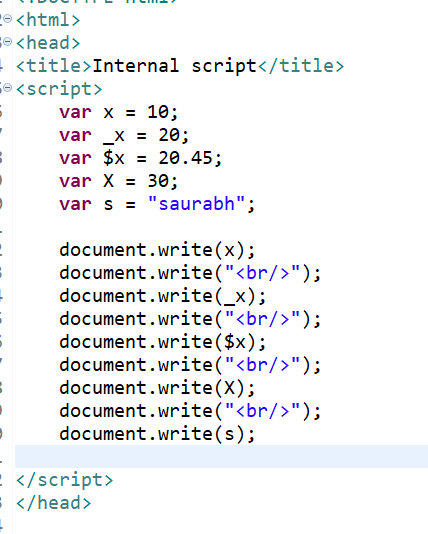 <html>
<head>
<title>Internal script</title>
<script>
var x = 10;
var _x = 20;
var $x = 20.45;
var X = 30;
var s = "saurabh";
document.write(x);
document.write("<br/>");
document.write(_x);
document.write("<br/>");
document.write($x);
document.write("<br/>");
document.write(X);
document.write("<br/>");
document.write(s);
</script>
</head>